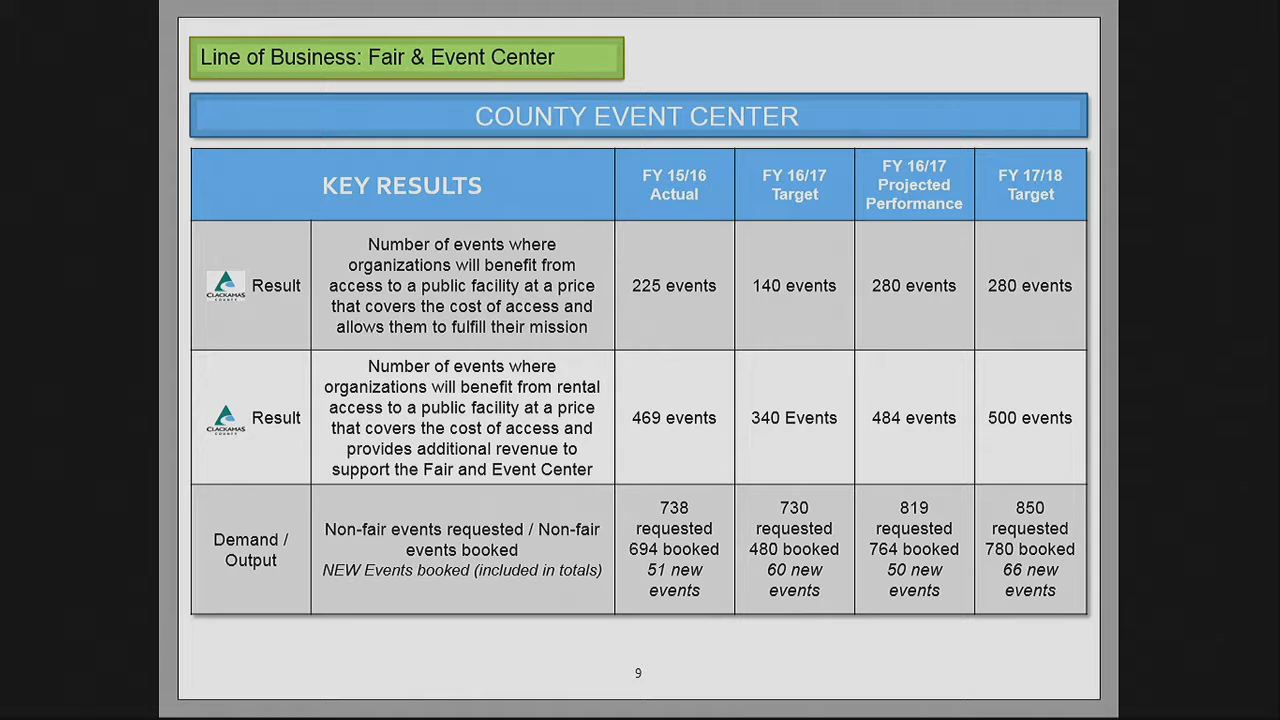 Line of Business: Fair & Event Center
COUNTY EVENT CENTER
KEY RESULTS
FY 15/16
Actual
FY 16/17
Target
FY 16/17
Projected
Performance
FY 17/18
Target
CLACKAMAS
COUNTY
Result
Number of events where
organizations will benefit from
access to a public facility at a price
that covers the cost of access and
allows them to fulfill their mission
225 events
140 events
280 events
280 events
CLACKAMAS
COUNTY
Result
Number of events where
organizations will benefit from rental
access to a public facility at a price
that covers the cost of access and
provides additional revenue to
support the Fair and Event Center
469 events
340 Events
484 events
500 events
Demand /
Output
Non-fair events requested / Non-fair
events booked
NEW Events booked (included in totals)
738
requested
694 booked
51 new
events
730
requested
480 booked
60 new
events
819
requested
764 booked
50 new
events
850
requested
780 booked
66 new
events
9